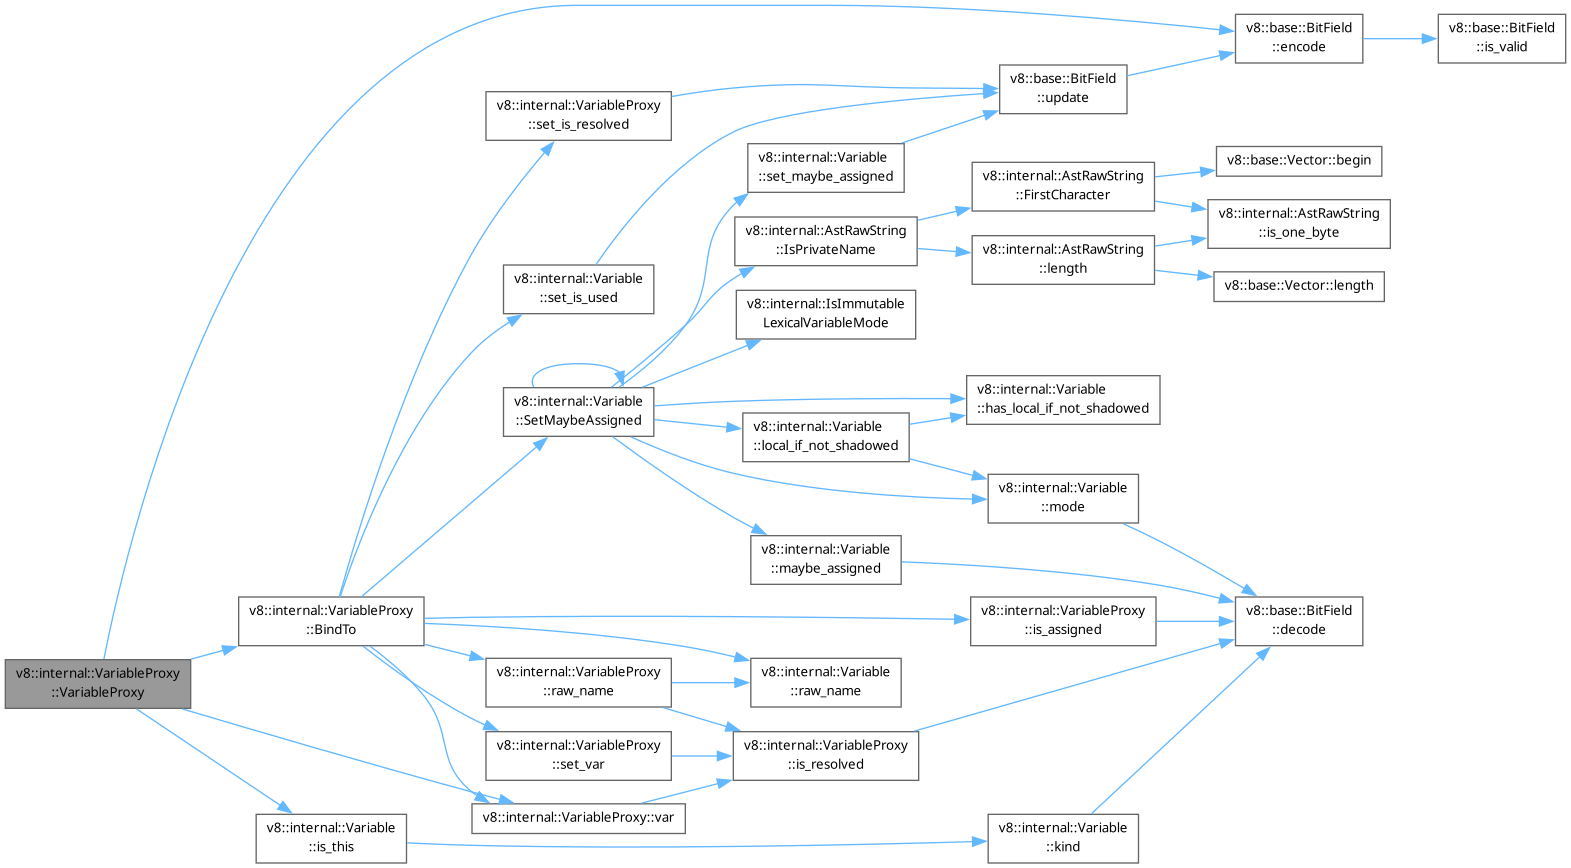 v8::internal::VariableProxy
::VariableProxy
v8::base::BitField
::encode
v8::base::BitField
::is_valid
v8::internal::VariableProxy
::BindTo
v8::internal::VariableProxy
::set_is_resolved
v8::base::BitField
::update
v8::internal::Variable
::set_is_used
v8::internal::Variable
::SetMaybeAssigned
v8::internal::Variable
::set_maybe_assigned
v8::internal::AstRawString
::IsPrivateName
v8::internal::AstRawString
::FirstCharacter
v8::base::Vector::begin
v8::internal::AstRawString
::is_one_byte
v8::internal::AstRawString
::length
v8::base::Vector::length
v8::internal::IsImmutable
LexicalVariableMode
v8::internal::Variable
::has_local_if_not_shadowed
v8::internal::Variable
::local_if_not_shadowed
v8::internal::Variable
::mode
v8::internal::Variable
::maybe_assigned
v8::base::BitField
::decode
v8::internal::VariableProxy
::is_assigned
v8::internal::VariableProxy
::raw_name
v8::internal::Variable
::raw_name
v8::internal::VariableProxy
::set_var
v8::internal::VariableProxy
::is_resolved
v8::internal::VariableProxy::var
v8::internal::Variable
::is_this
v8::internal::Variable
::kind